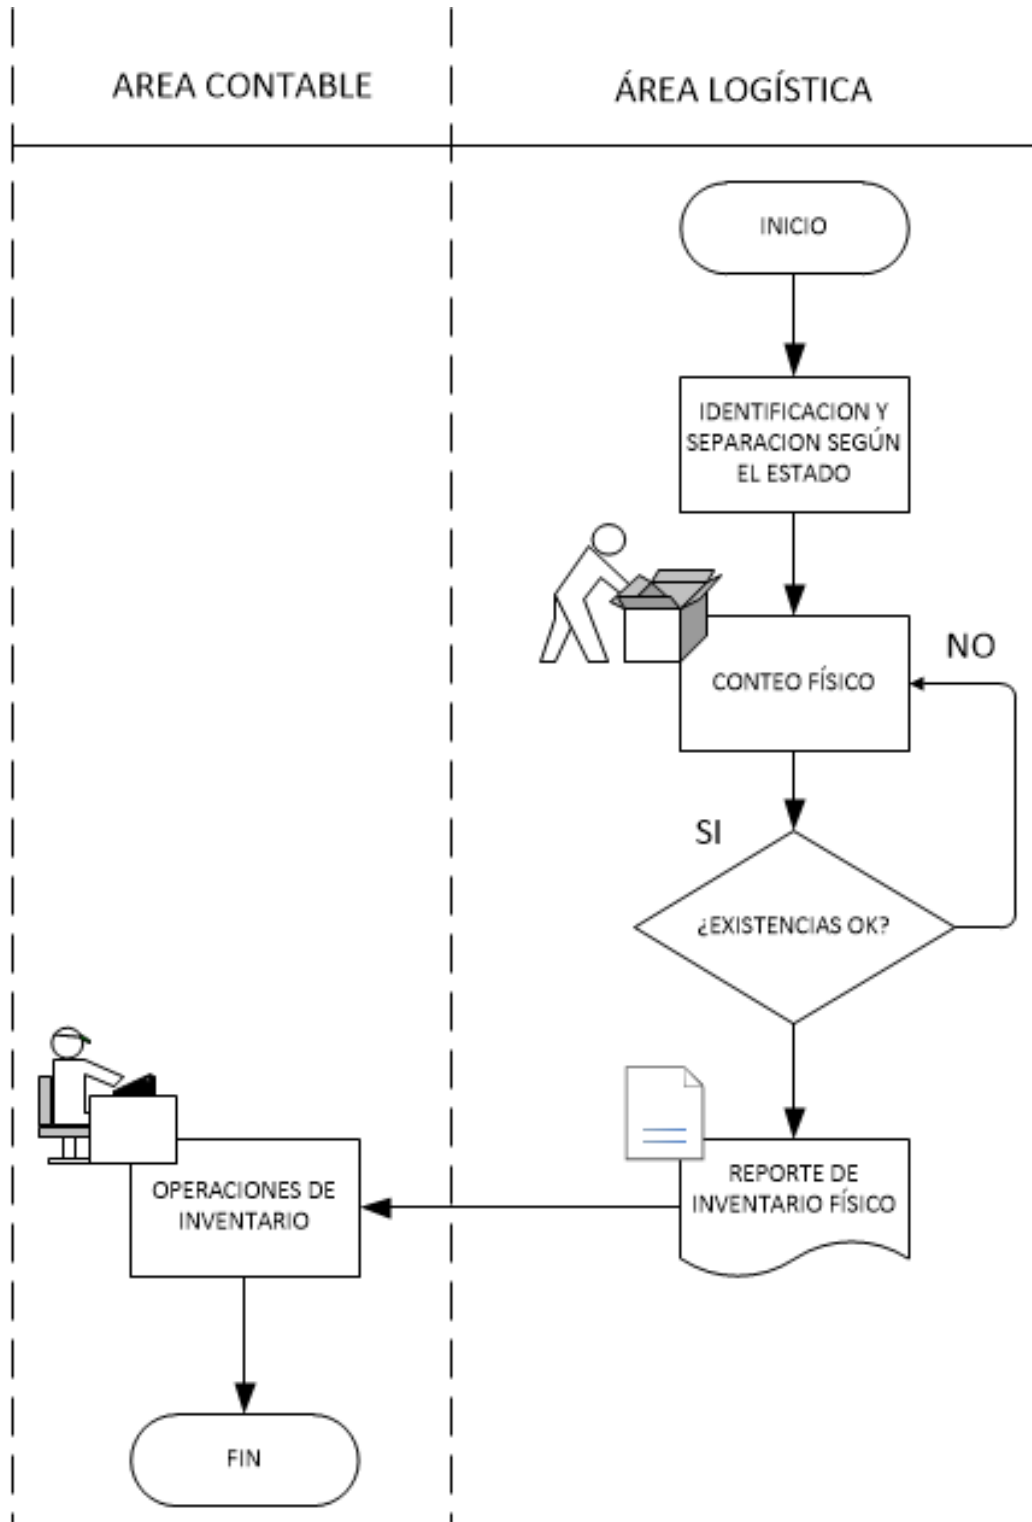 AREA CONTABLE
ÁREA LOGÍSTICA
INICIO
IDENTIFICACION Y
SEPARACION SEGÚN
EL ESTADO
CONTEO FÍSICO
NO
SI
¿EXISTENCIAS OK?
REPORTE DE
INVENTARIO FÍSICO
OPERACIONES DE
INVENTARIO
FIN